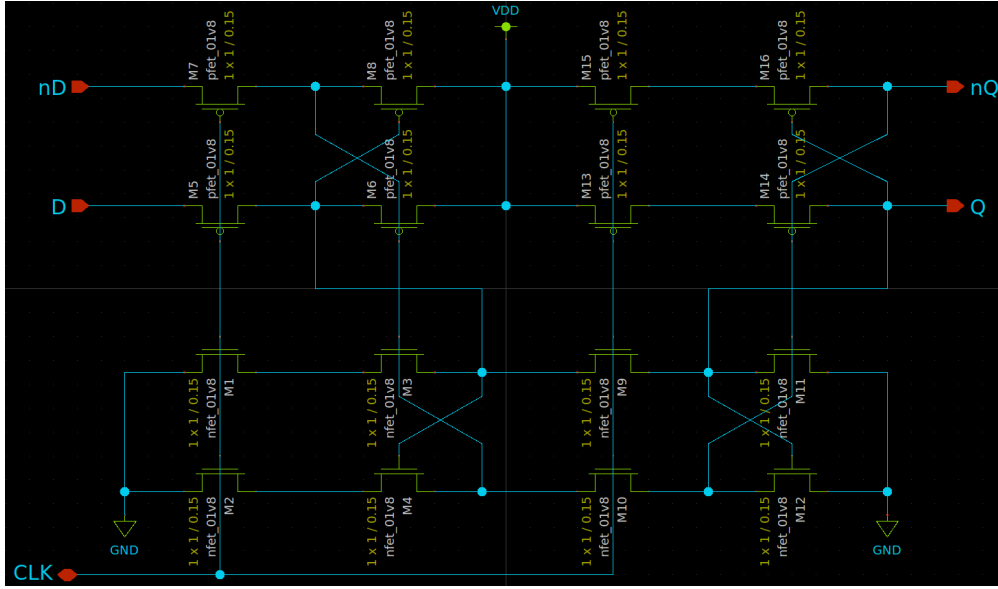 VDD
M7
pfet_01v8
1 x 1 / 0.15
M8
pfet_01v8
1 x 1 / 0.15
M15
pfet_01v8
1 x 1 / 0.15
M16
pfet_01v8
1 x 1 / 0.15
nD
nQ
M5
pfet_01v8
1 x 1 / 0.15
M6
pfet_01v8
1 x 1 / 0.15
M13
pfet_01v8
1 x 1 / 0.15
M14
pfet_01v8
1 x 1 / 0.15
D
Q
1 x 1 / 0.15
nfet_01v8
M1
1 x 1 / 0.15
nfet_01v8
M3
1 x 1 / 0.15
nfet_01v8
M9
1 x 1 / 0.15
nfet_01v8
M11
1 x 1 / 0.15
nfet_01v8
M2
1 x 1 / 0.15
nfet_01v8
M4
1 x 1 / 0.15
nfet_01v8
M10
1 x 1 / 0.15
nfet_01v8
M12
GND
GND
CLK